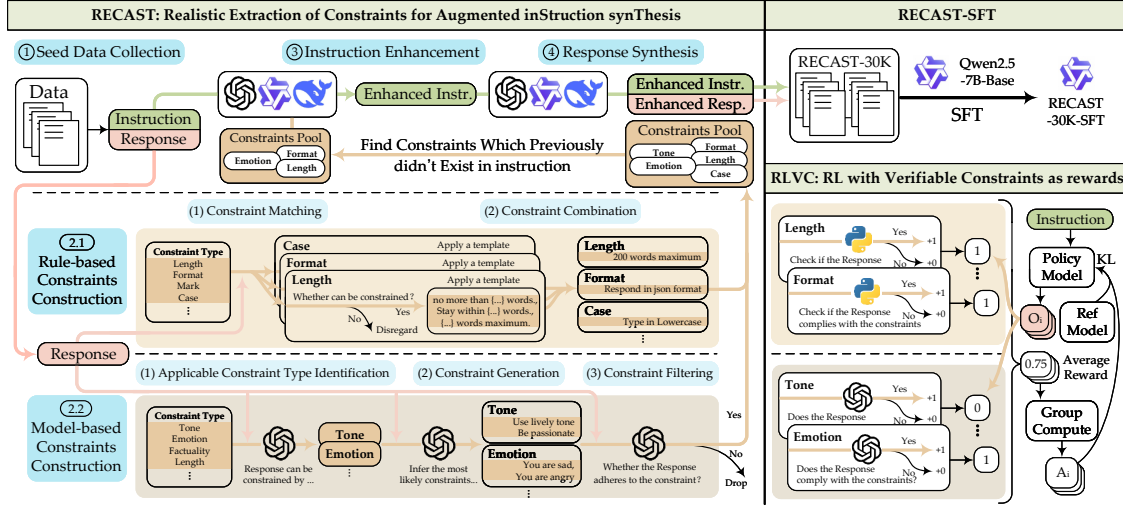 RECAST: Realistic Extraction of Constraints for Augmented inStruction synThesis
① Seed Data Collection
③ Instruction Enhancement
④ Response Synthesis
Data
Instruction
Response
Enhanced Instr.
Enhanced Instr.
Enhanced Resp.
Constraints Pool
Emotion
Format
Length
Find Constraints Which Previously
didn't Exist in instruction
Constraints Pool
Tone
Emotion
Format
Length
Case
(1) Constraint Matching
(2) Constraint Combination
2.1
Rule-based
Constraints
Construction
Constraint Type
Length
Format
Mark
Case
⋮
Case
Apply a template
Format
Apply a template
Length
Apply a template
Whether can be constrained?
Yes
No
Disregard
no more than {...} words.,
Stay within {...} words.,
{...} words maximum.
Length
200 words maximum
Format
Respond in json format
Case
Type in Lowercase
⋮
Response
(1) Applicable Constraint Type Identification
(2) Constraint Generation
(3) Constraint Filtering
2.2
Model-based
Constraints
Construction
Constraint Type
Tone
Emotion
Factuality
Length
⋮
Response can be
constrained by ...
Tone
Emotion
⋮
Infer the most
likely constraints...
Tone
Use lively tone
Be passionate
Emotion
You are sad,
You are angry
⋮
Whether the Response
adheres to the constraint?
Yes
No
Drop
RECAST-SFT
RECAST-30K
Qwen2.5
-7B-Base
SFT
RECAST
-30K-SFT
RLVC: RL with Verifiable Constraints as rewards
Length
Yes
+1
Check if the Response
No
+0
1
⋮
Format
Yes
+1
Check if the Response
complies with the constraints
No
+0
1
Tone
Yes
+1
Does the Response
No
+0
0
⋮
Emotion
Yes
+1
Does the Response
comply with the constraints?
No
+0
1
Instruction
Policy
Model
KL
Oi
Ref
Model
0.75
Average
Reward
Group
Compute
Ai